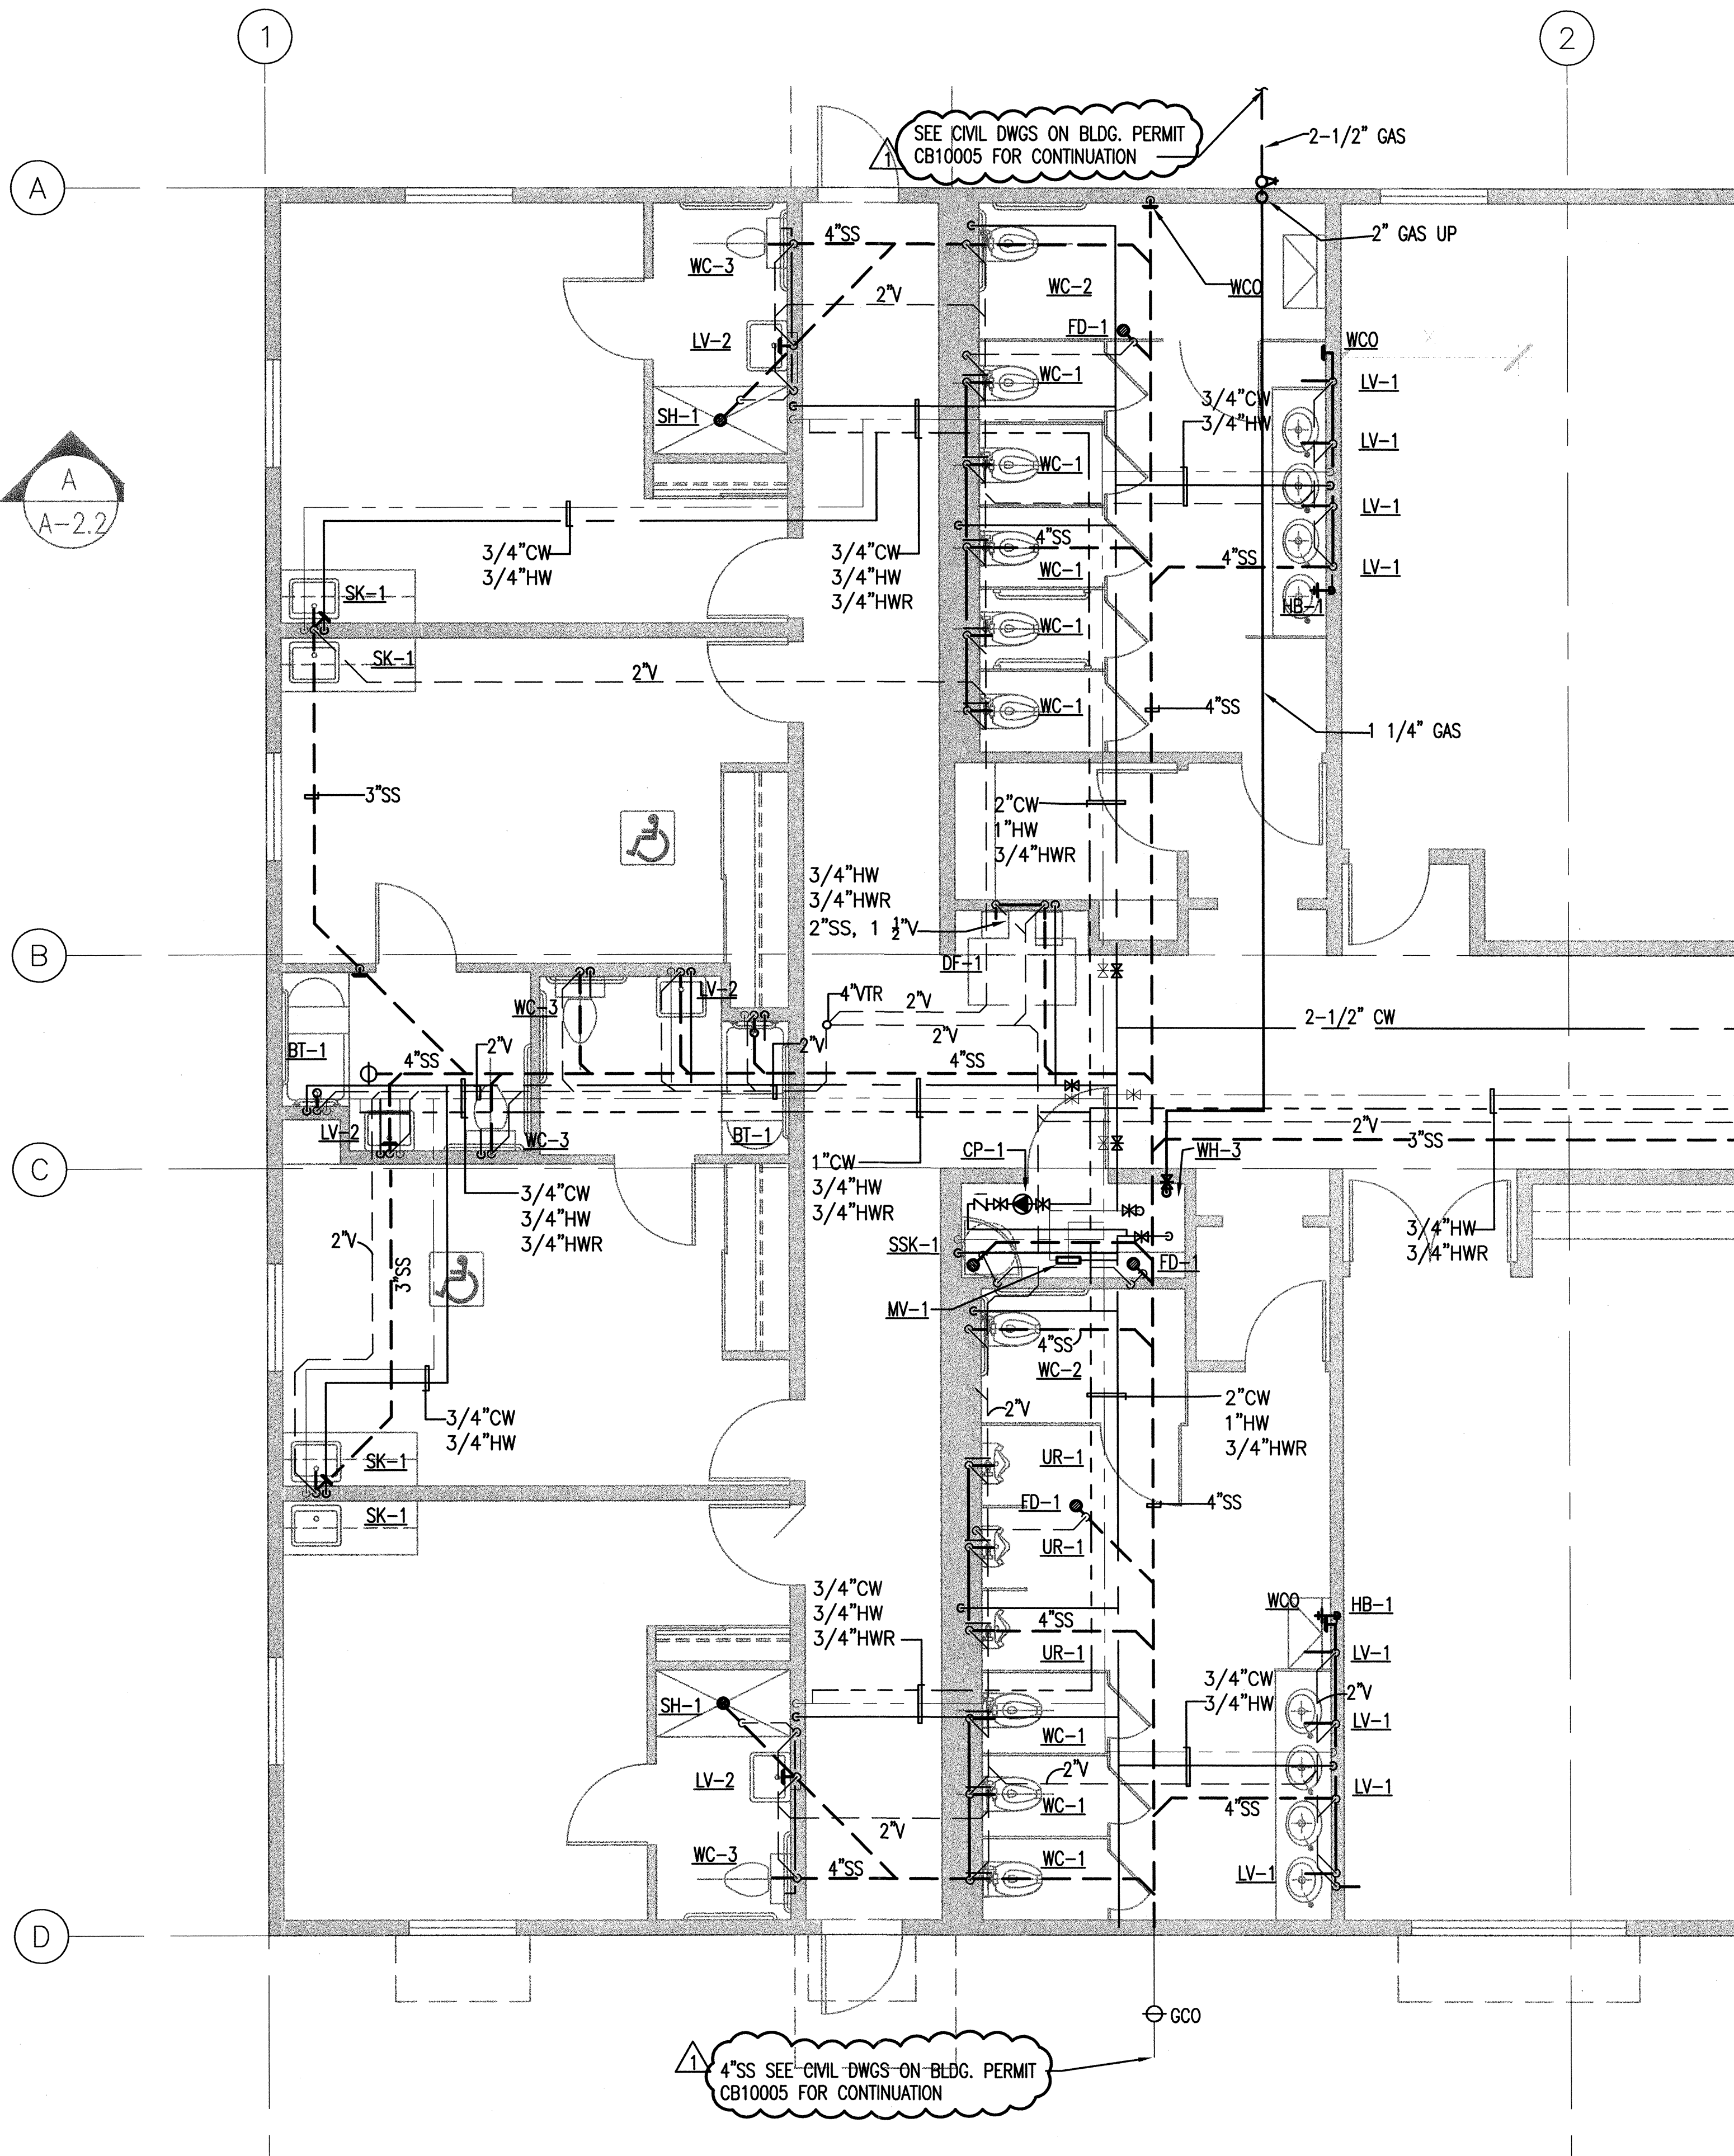 1
2
SEE CIVIL DWGS ON BLDG. PERMIT
CB10005 FOR CONTINUATION
1
2-1/2" GAS
A
2" GAS UP
4"SS
WC-3
WC-2
WCO
2"V
FD-1
LV-2
WCO
WC-1
LV-1
3/4"CW
3/4"HW
SH-1
LV-1
WC-1
A
A-2.2
LV-1
3/4"CW
3/4"HW
3/4"CW
3/4"HW
3/4"HWR
4"SS
WC-1
4"SS
LV-1
SK-1
HB-1
WC-1
SK-1
2"V
WC-1
4"SS
1 1/4" GAS
3"SS
2"CW
1"HW
3/4"HWR
3/4"HW
3/4"HWR
2"SS, 1 ½"V
B
DF-1
LV-2
4"VTR
2"V
WC-3
2"V
2-1/2" CW
BT-1
4"SS
2"V
2"V
4"SS
LV-2
WC-3
BT-1
2"V
3"SS
C
1"CW
3/4"HW
3/4"HWR
CP-1
WH-3
3/4"CW
3/4"HW
3/4"HWR
3/4"HW
3/4"HWR
2"V
3"SS
SSK-1
FD-1
MV-1
4"SS
WC-2
2"V
2"CW
1"HW
3/4"HWR
3/4"CW
3/4"HW
SK-1
UR-1
FD-1
4"SS
SK-1
UR-1
3/4"CW
3/4"HW
3/4"HWR
4"SS
UR-1
WCO
HB-1
LV-1
3/4"CW
3/4"HW
SH-1
2"V
LV-1
WC-1
LV-2
2"V
LV-1
WC-1
4"SS
2"V
WC-3
4"SS
WC-1
LV-1
D
GCO
1
4"SS SEE CIVIL DWGS ON BLDG. PERMIT
CB10005 FOR CONTINUATION